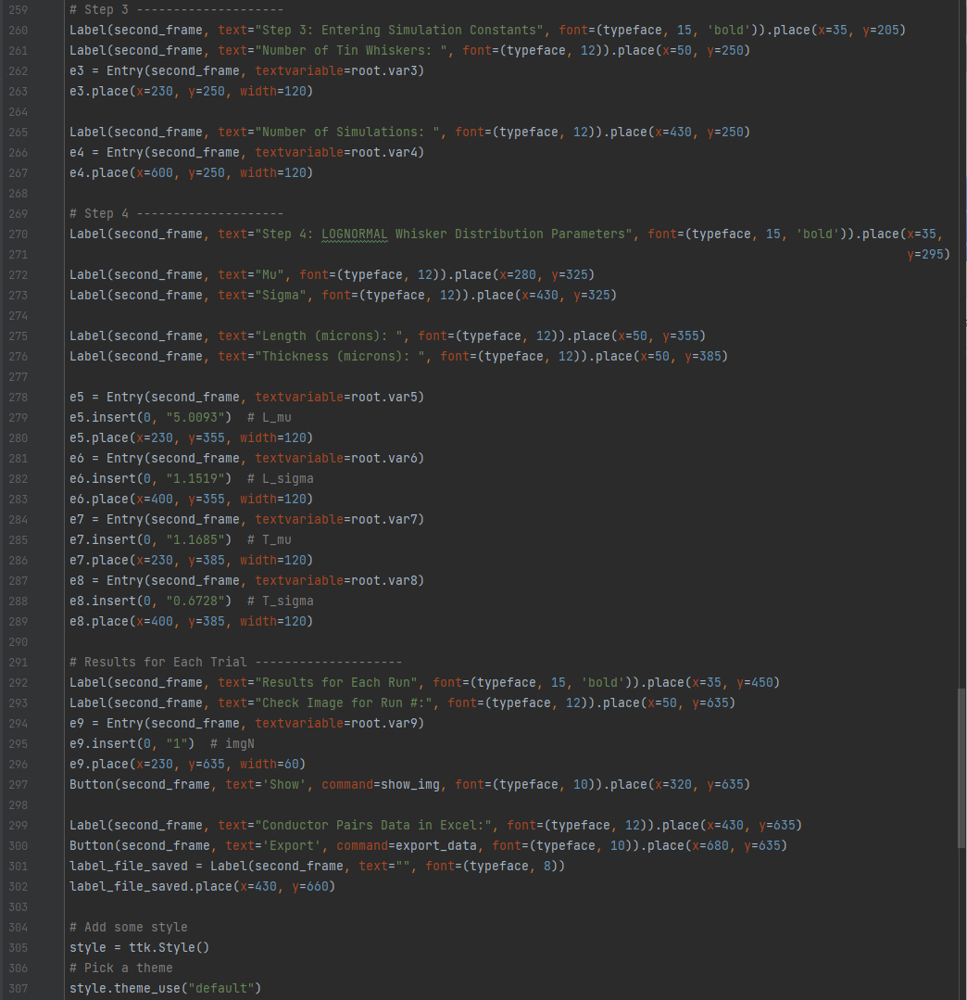 259 # Step 3 --------------------
260 Label(second_frame, text="Step 3: Entering Simulation Constants", font=(typeface, 15, 'bold')).place(x=35, y=205)
261 Label(second_frame, text="Number of Tin Whiskers: ", font=(typeface, 12)).place(x=50, y=250)
262 e3 = Entry(second_frame, textvariable=root.var3)
263 e3.place(x=230, y=250, width=120)
264
265 Label(second_frame, text="Number of Simulations: ", font=(typeface, 12)).place(x=430, y=250)
266 e4 = Entry(second_frame, textvariable=root.var4)
267 e4.place(x=600, y=250, width=120)
268
269 # Step 4 --------------------
270 Label(second_frame, text="Step 4: LOGNORMAL Whisker Distribution Parameters", font=(typeface, 15, 'bold')).place(x=35,
271 y=295)
272 Label(second_frame, text="Mu", font=(typeface, 12)).place(x=280, y=325)
273 Label(second_frame, text="Sigma", font=(typeface, 12)).place(x=430, y=325)
274
275 Label(second_frame, text="Length (microns): ", font=(typeface, 12)).place(x=50, y=355)
276 Label(second_frame, text="Thickness (microns): ", font=(typeface, 12)).place(x=50, y=385)
277
278 e5 = Entry(second_frame, textvariable=root.var5)
279 e5.insert(0, "5.0093")  # L_mu
280 e5.place(x=230, y=355, width=120)
281 e6 = Entry(second_frame, textvariable=root.var6)
282 e6.insert(0, "1.1519")  # L_sigma
283 e6.place(x=400, y=355, width=120)
284 e7 = Entry(second_frame, textvariable=root.var7)
285 e7.insert(0, "1.1685")  # T_mu
286 e7.place(x=230, y=385, width=120)
287 e8 = Entry(second_frame, textvariable=root.var8)
288 e8.insert(0, "0.6728")  # T_sigma
289 e8.place(x=400, y=385, width=120)
290
291 # Results for Each Trial --------------------
292 Label(second_frame, text="Results for Each Run", font=(typeface, 15, 'bold')).place(x=35, y=450)
293 Label(second_frame, text="Check Image for Run #:", font=(typeface, 12)).place(x=50, y=635)
294 e9 = Entry(second_frame, textvariable=root.var9)
295 e9.insert(0, "1")  # imgN
296 e9.place(x=230, y=635, width=60)
297 Button(second_frame, text='Show', command=show_img, font=(typeface, 10)).place(x=320, y=635)
298
299 Label(second_frame, text="Conductor Pairs Data in Excel:", font=(typeface, 12)).place(x=430, y=635)
300 Button(second_frame, text='Export', command=export_data, font=(typeface, 10)).place(x=680, y=635)
301 label_file_saved = Label(second_frame, text="", font=(typeface, 8))
302 label_file_saved.place(x=430, y=660)
303
304 # Add some style
305 style = ttk.Style()
306 # Pick a theme
307 style.theme_use("default")